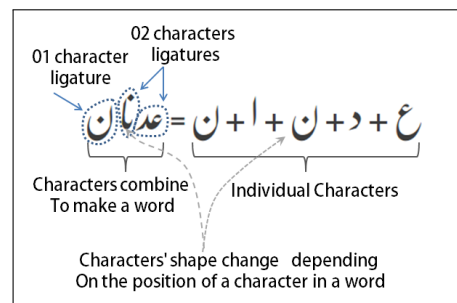 02 characters
ligatures
01 character
ligature
عدنان = ن + ا + ن + د + ع
Characters combine
To make a word
Individual Characters
Characters' shape change depending
On the position of a character in a word